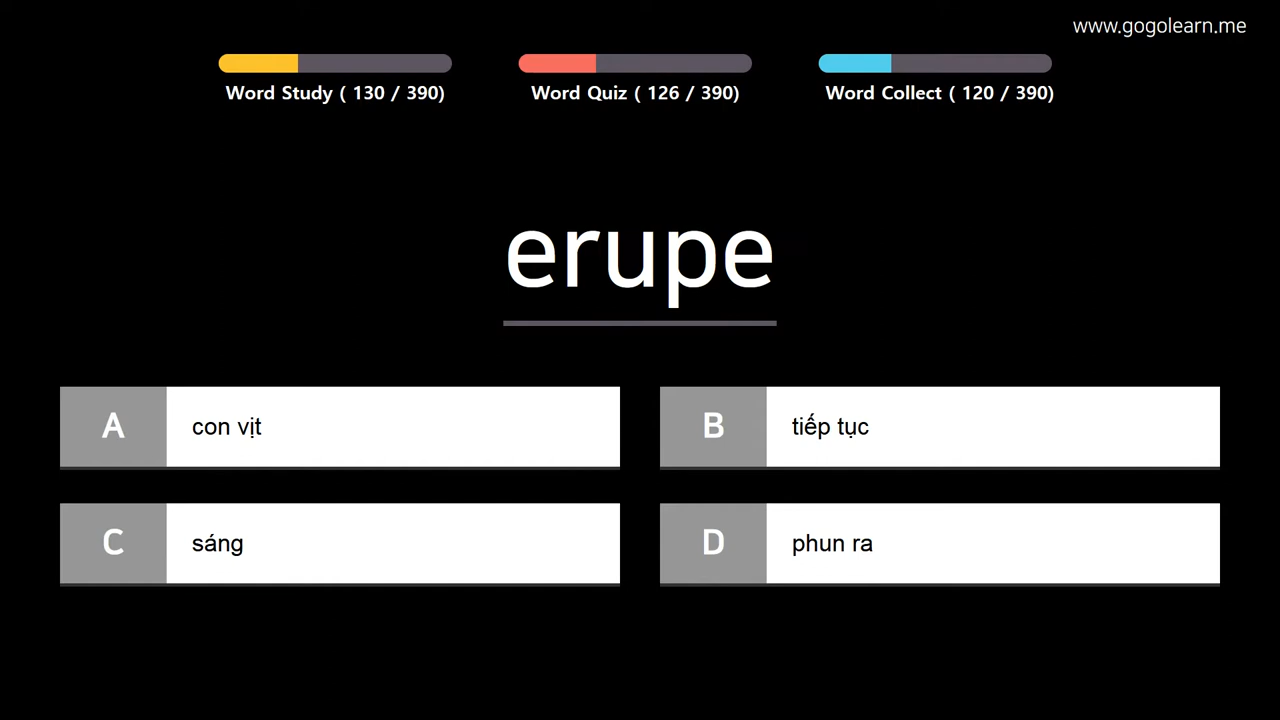 www.gogolearn.me
Word Study ( 130 / 390)
Word Quiz ( 126 / 390)
Word Collect ( 120 / 390)
erupe
A con vịt
B tiếp tục
C sáng
D phun ra